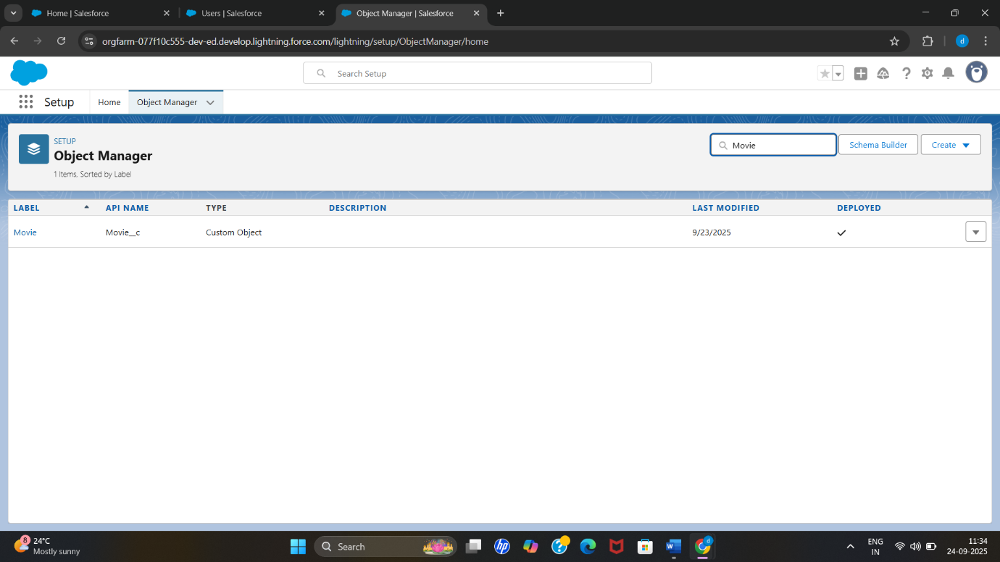 Home | Salesforce
Users | Salesforce
Object Manager | Salesforce
orgfarm-077f10c555-dev-ed.develop.lightning.force.com/lightning/setup/ObjectManager/home
d
Search Setup
Setup
Home
Object Manager
SETUP
Object Manager
1 Items, Sorted by Label
Movie
Schema Builder
Create
LABEL API NAME TYPE DESCRIPTION LAST MODIFIED DEPLOYED
Movie Movie__c Custom Object 9/23/2025
8
24°C
Mostly sunny
Search
hp
W
d
ENG
IN
11:34
24-09-2025